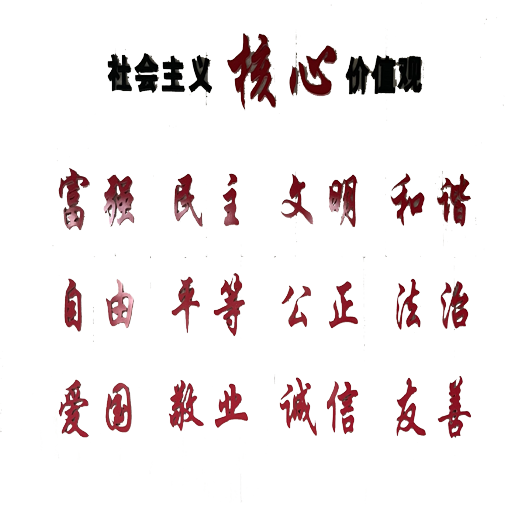 社会主义核心价值观
富强 民主 文明 和谐
自由 平等 公正 法治
爱国 敬业 诚信 友善